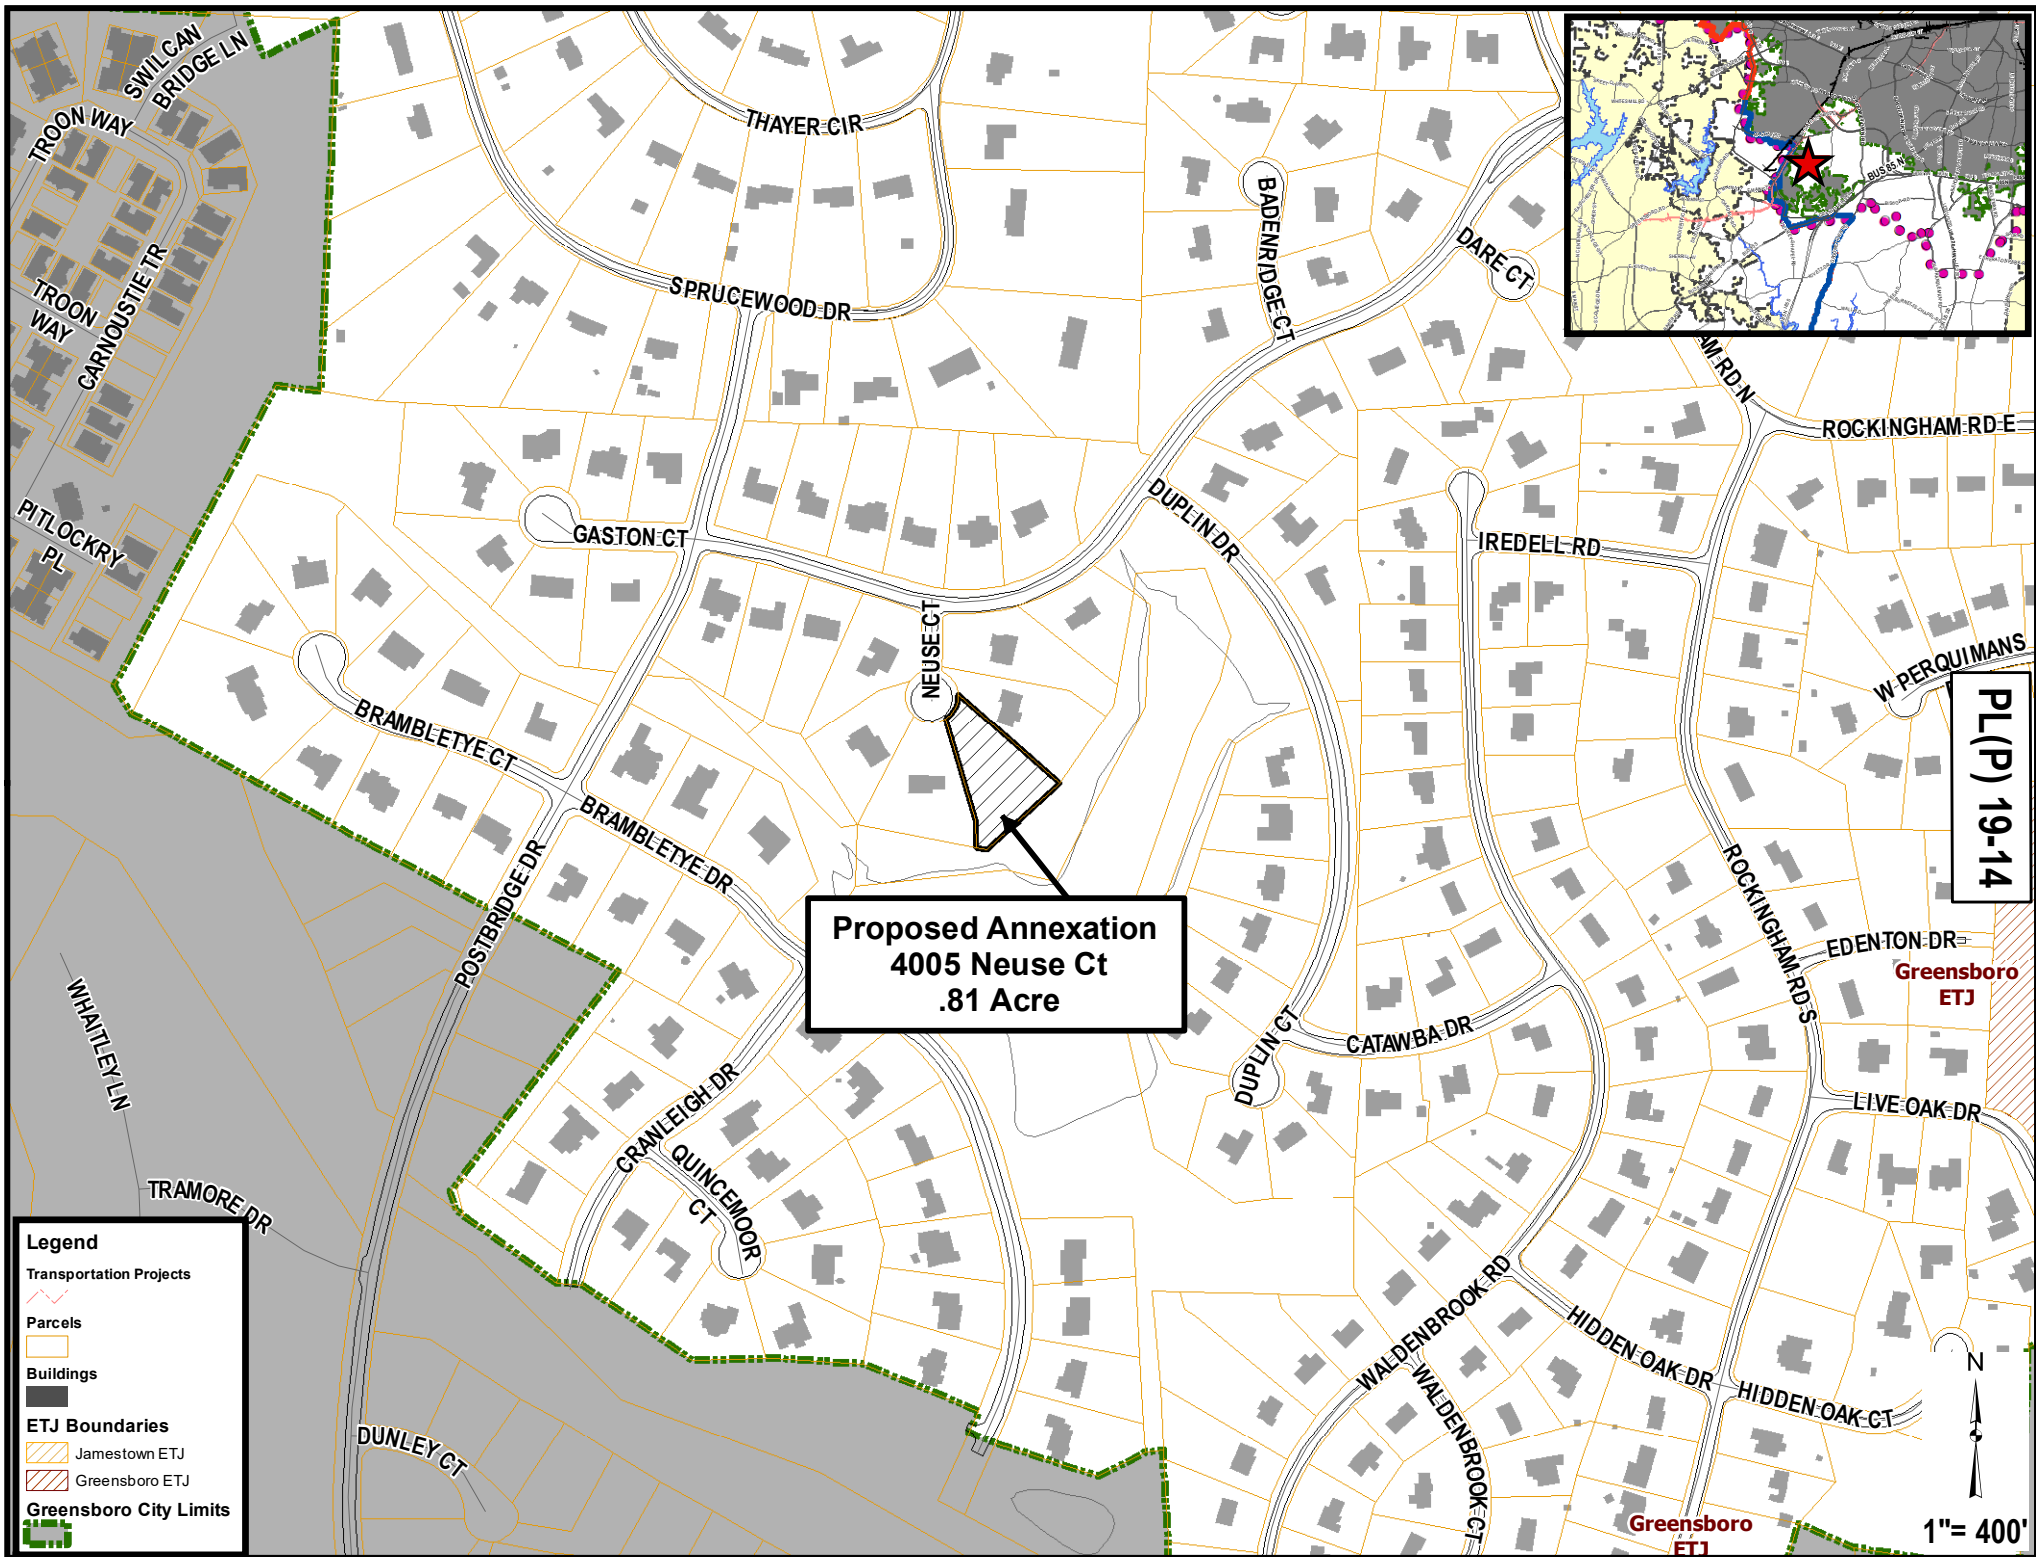 SWILCAN
BRIDGE LN
TROON WAY
THAYER CIR
BADENRIDGE CT
DARE CT
BUS 85 N
TROON
WAY
CARNOUSTIE TR
SPRUCEWOOD DR
AM RD N
ROCKINGHAM RD E
PITLOCKRY
PL
GASTON CT
DUPLIN DR
IREDELL RD
NEUSE CT
W PERQUIMANS
BRAMBLETYE CT
BRAMBLETYE DR
POSTBRIDGE DR
PL(P) 19-14
Proposed Annexation
4005 Neuse Ct
.81 Acre
ROCKINGHAM RD S
EDENTON DR
Greensboro
ETJ
WHAITLEY LN
DUPLIN CT
CATAWBA DR
CRANLEIGH DR
LIVE OAK DR
QUINCEMOOR
CT
TRAMORE DR
WALDENBROOK RD
HIDDEN OAK DR
HIDDEN OAK CT
WALDENBROOK CT
DUNLEY CT
Legend
Transportation Projects
Parcels
Buildings
ETJ Boundaries
Jamestown ETJ
Greensboro ETJ
Greensboro City Limits
Greensboro
ETJ
N
1"= 400'